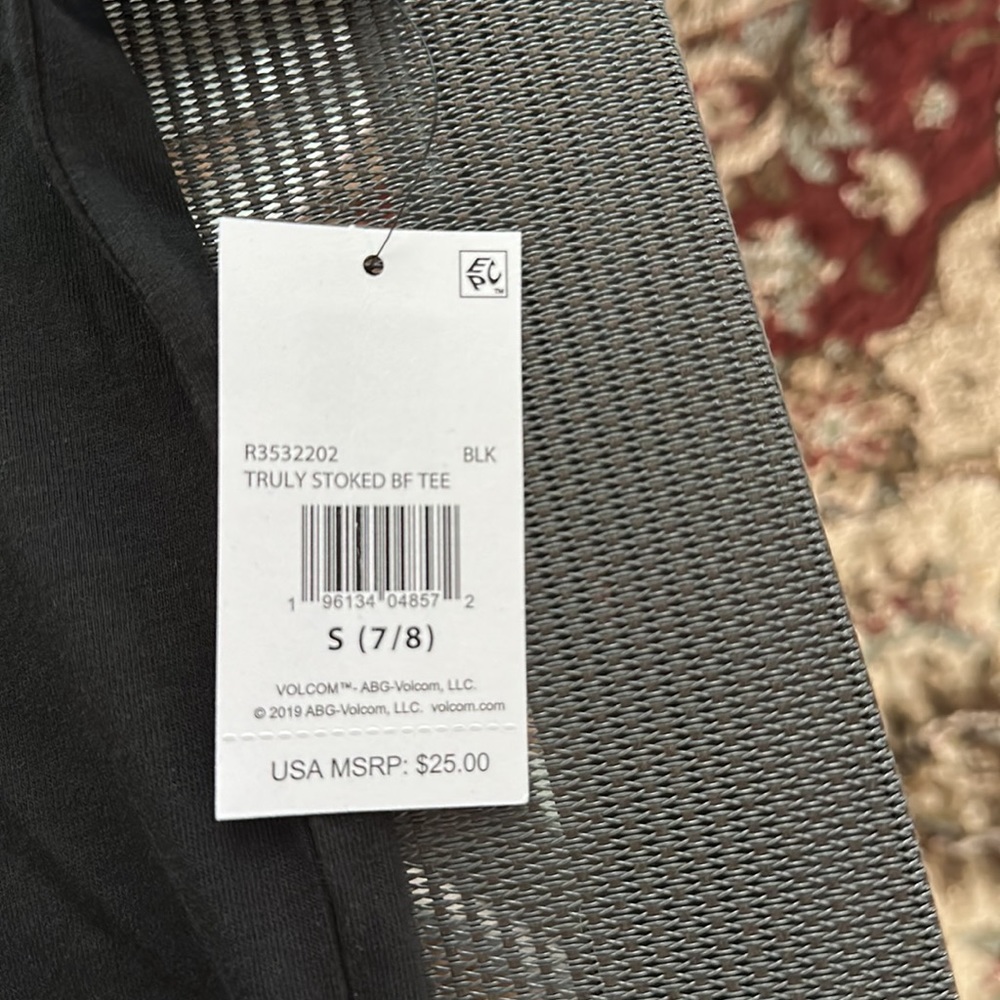 EPC™
R3532202 BLK
TRULY STOKED BF TEE
1 96134 04857 2
S (7/8)
VOLCOM™- ABG-Volcom, LLC.
© 2019 ABG-Volcom, LLC. volcom.com
USA MSRP: $25.00